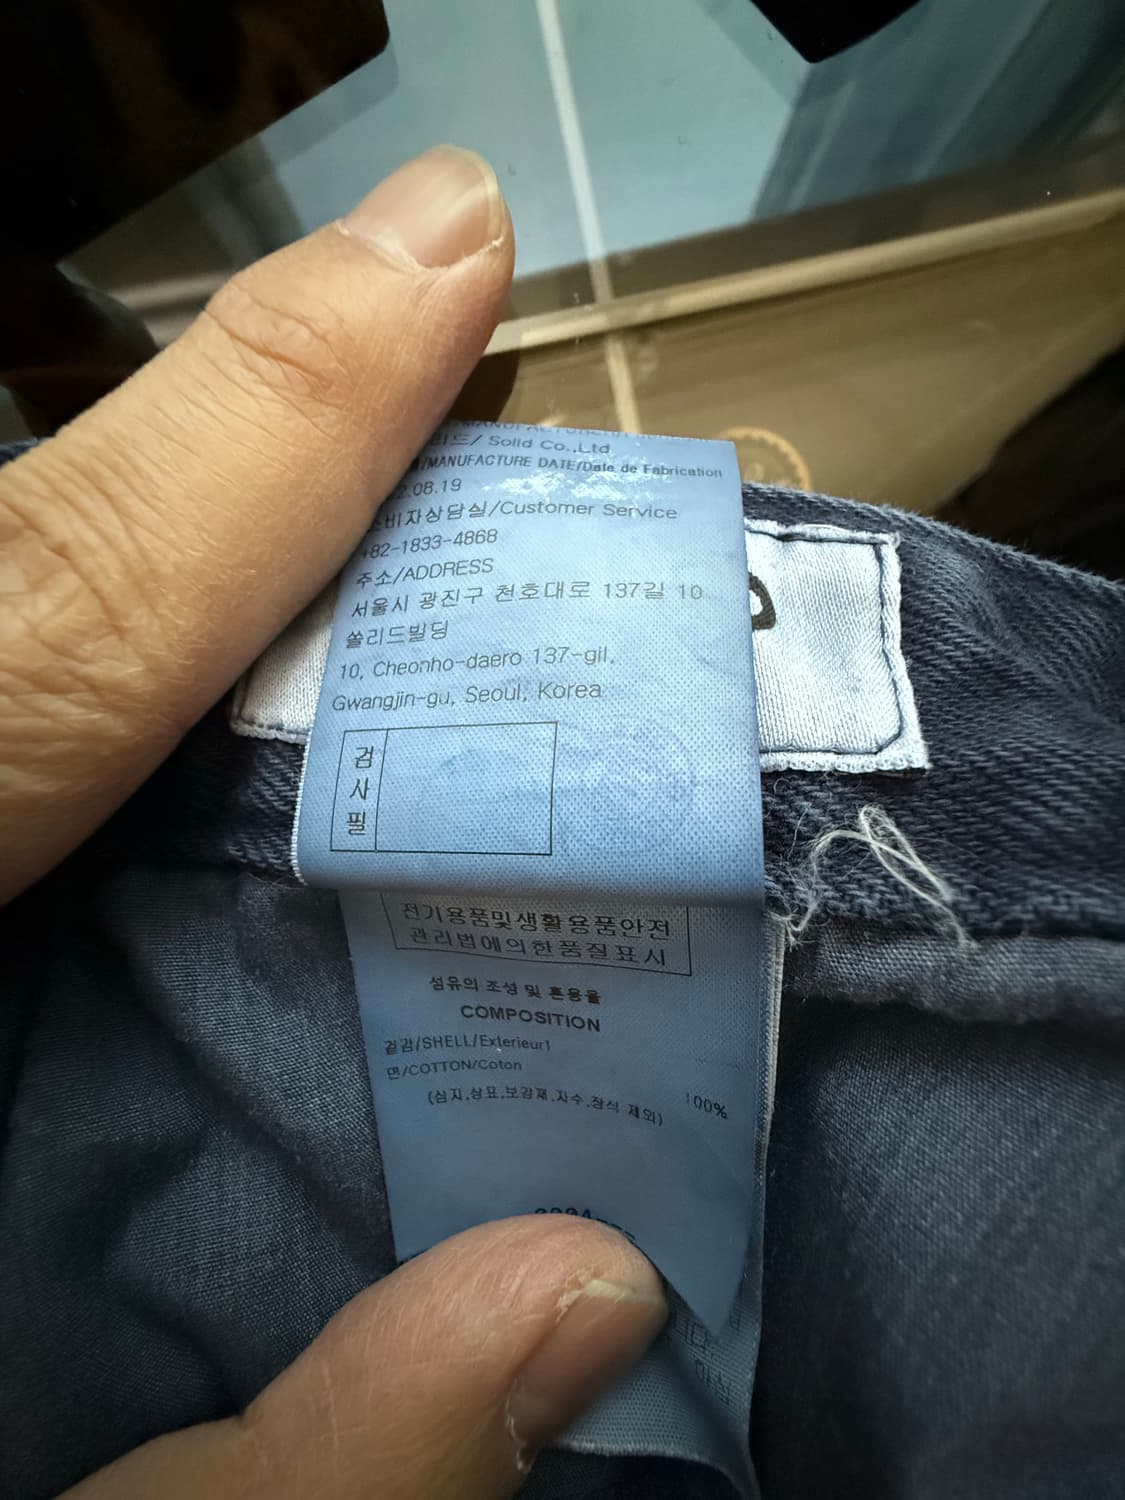 리드/ Solid Co.,Ltd.
/MANUFACTURE DATE/Date de Fabrication
2.08.19
소비자상담실/Customer Service
+82-1833-4868
주소/ADDRESS
서울시 광진구 천호대로 137길 10
쏠리드빌딩
10, Cheonho-daero 137-gil,
Gwangjin-gu, Seoul, Korea
검사필
전기용품및생활용품안전
관리법에의한품질표시
섬유의 조성 및 혼용율
COMPOSITION
겉감/SHELL/Exterieur1
면/COTTON/Coton
100%
(심지,상표,보강재,자수,장식 제외)